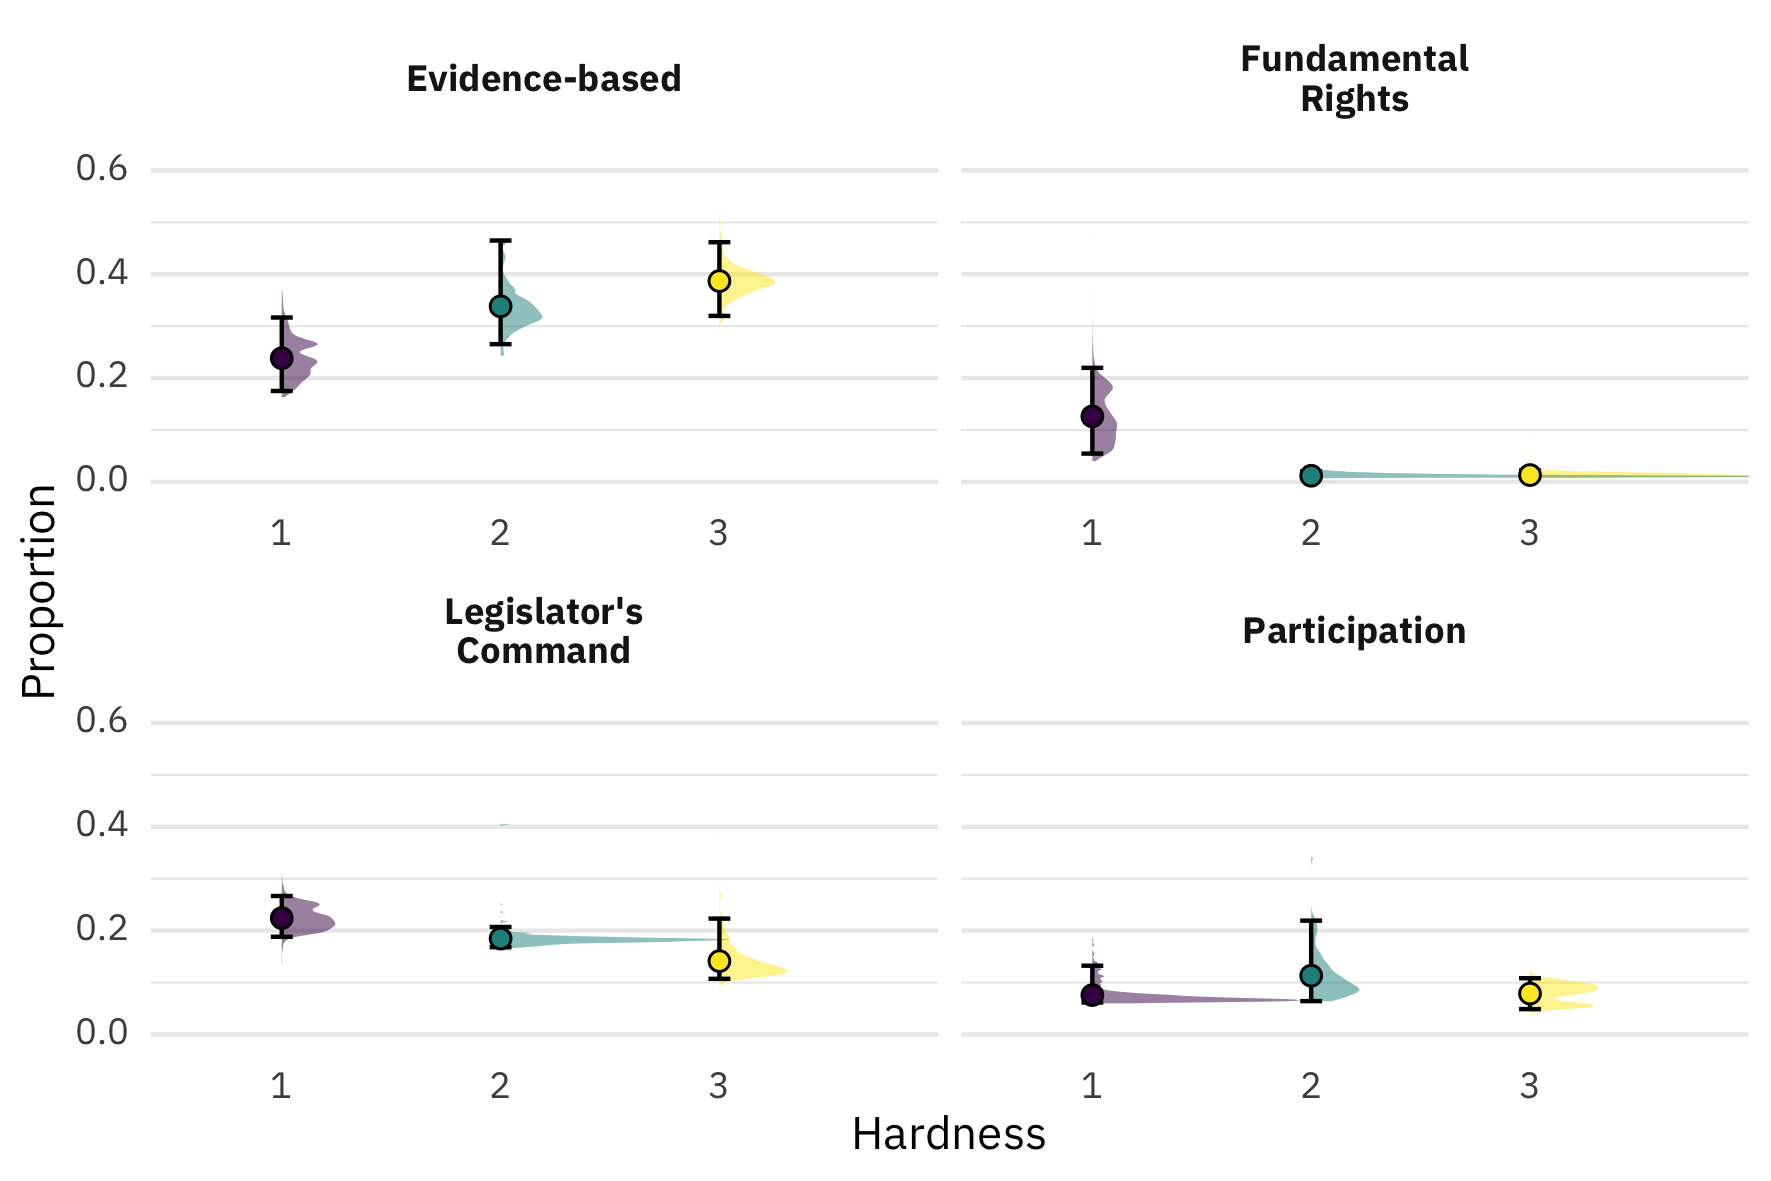 Evidence-based
Fundamental
Rights
0.6
0.4
0.2
0.0
1 2 3
1 2 3
Legislator's
Command
Participation
0.6
0.4
0.2
0.0
1 2 3
1 2 3
Proportion
Hardness